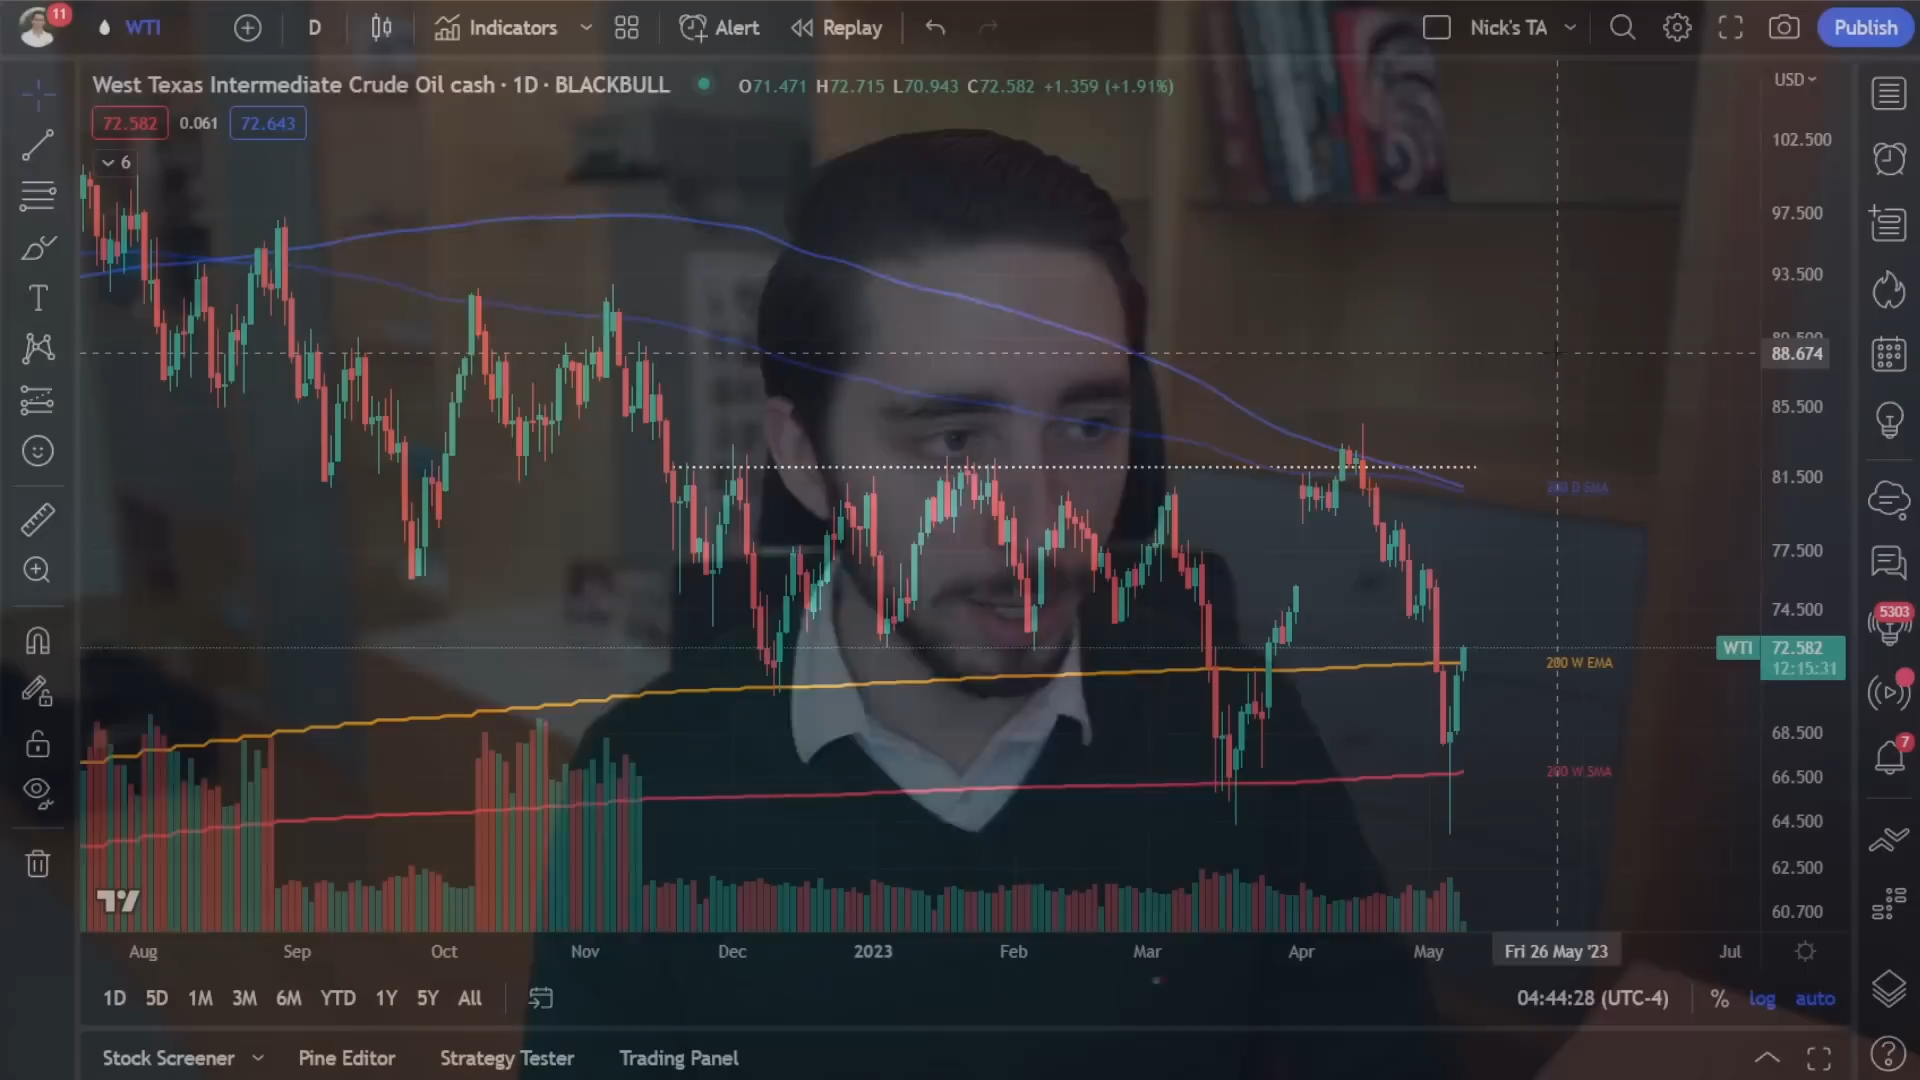 11
WTI
D
Indicators
Alert
Replay
Nick's TA
Publish
West Texas Intermediate Crude Oil cash · 1D · BLACKBULL
O71.471 H72.715 L70.943 C72.582 +1.359 (+1.91%)
USD
72.582 0.061 72.643
6
102.500
97.500
93.500
88.674
85.500
81.500
200 D SMA
77.500
74.500
5303
WTI 72.582
12:15:31
200 W EMA
68.500
7
200 W SMA
66.500
64.500
62.500
60.700
Aug Sep Oct Nov Dec 2023 Feb Mar Apr May Fri 26 May '23 Jul
1D 5D 1M 3M 6M YTD 1Y 5Y All
04:44:28 (UTC-4) % log auto
Stock Screener Pine Editor Strategy Tester Trading Panel